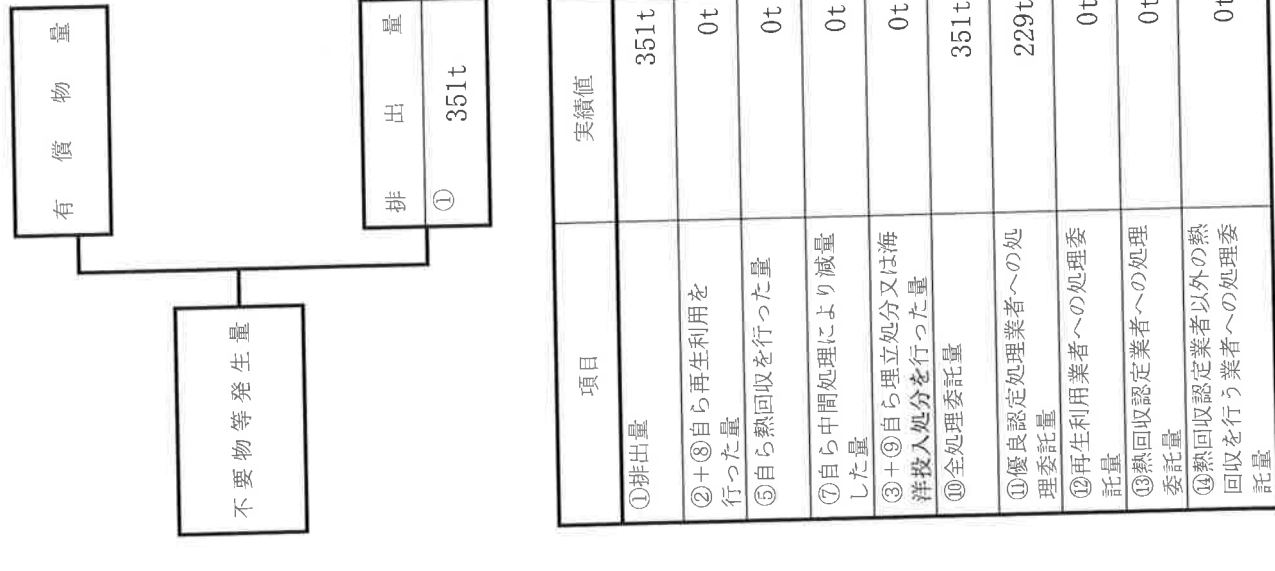 有償物量
不要物等発生量
排出量
①
351t
項目
実績値
①排出量
351t
②+⑧自ら再生利用を
行った量
0t
⑤自ら熱回収を行った量
0t
⑦自ら中間処理により減量
した量
0t
③+⑨自ら埋立処分又は海
洋投入処分を行った量
0t
⑩全処理委託量
351t
⑪優良認定処理業者への処
理委託量
229t
⑫再生利用業者への処理委
託量
0t
⑬熱回収認定業者への処理
委託量
0t
⑭熱回収認定業者以外の熱
回収を行う業者への処理委
託量
0t